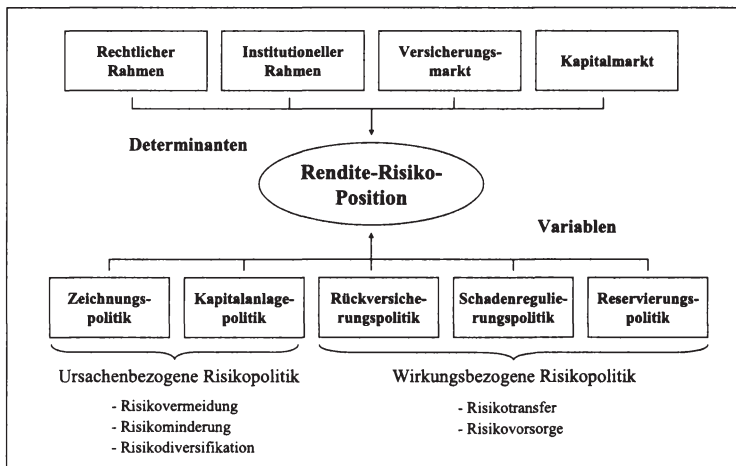 Rechtlicher
Rahmen
Institutioneller
Rahmen
Versicherungs-
markt
Kapitalmarkt
Determinanten
Rendite-Risiko-
Position
Variablen
Zeichnungs-
politik
Kapitalanlage-
politik
Rückversiche-
rungspolitik
Schadenregulie-
rungspolitik
Reservierungs-
politik
Ursachenbezogene Risikopolitik
- Risikovermeidung
- Risikominderung
- Risikodiversifikation
Wirkungsbezogene Risikopolitik
- Risikotransfer
- Risikovorsorge